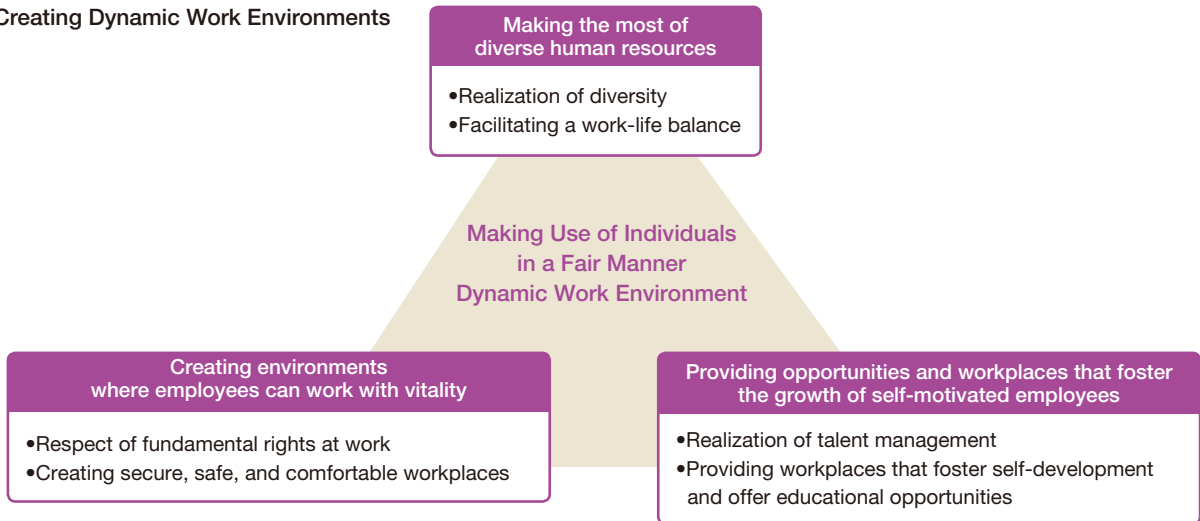 Creating Dynamic Work Environments
Making the most of
diverse human resources
•Realization of diversity
•Facilitating a work-life balance
Making Use of Individuals
in a Fair Manner
Dynamic Work Environment
Creating environments
where employees can work with vitality
•Respect of fundamental rights at work
•Creating secure, safe, and comfortable workplaces
Providing opportunities and workplaces that foster
the growth of self-motivated employees
•Realization of talent management
•Providing workplaces that foster self-development
and offer educational opportunities